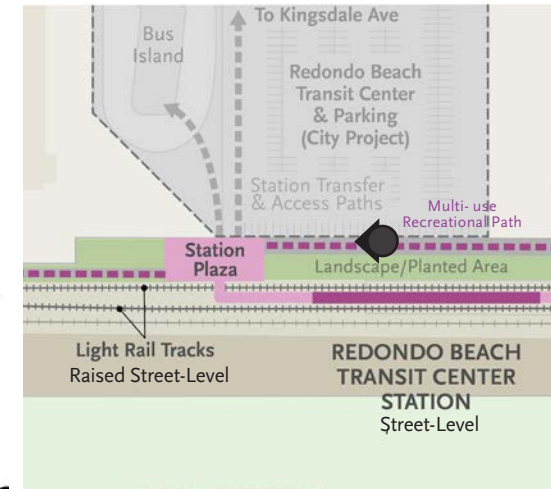 To Kingsdale Ave
Bus
Island
Redondo Beach
Transit Center
& Parking
(City Project)
Station Transfer
& Access Paths
Multi- use
Recreational Path
Station
Plaza
Landscape/Planted Area
Light Rail Tracks
Raised Street-Level
REDONDO BEACH
TRANSIT CENTER
STATION
Street-Level